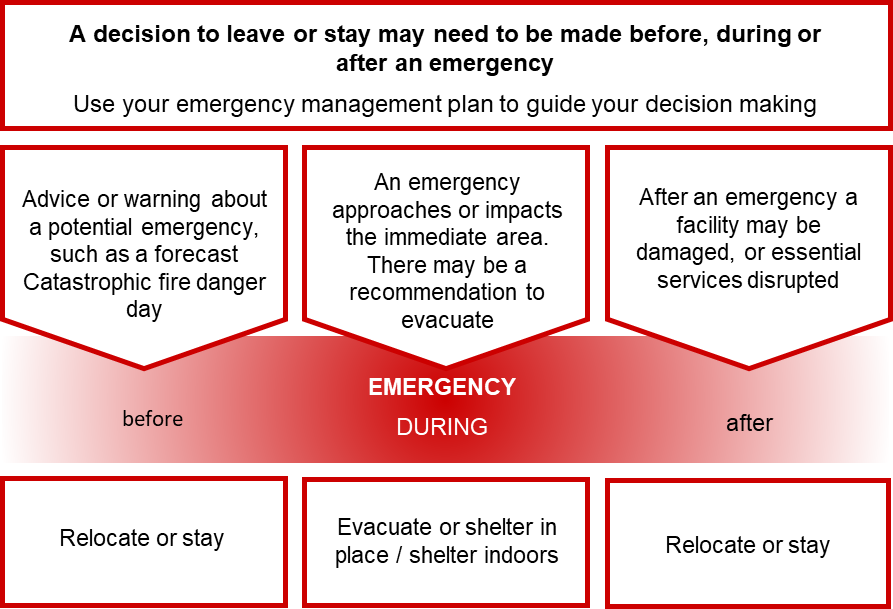 A decision to leave or stay may need to be made before, during or
after an emergency
Use your emergency management plan to guide your decision making
Advice or warning about
a potential emergency,
such as a forecast
Catastrophic fire danger
day
An emergency
approaches or impacts
the immediate area.
There may be a
recommendation to
evacuate
After an emergency a
facility may be
damaged, or essential
services disrupted
EMERGENCY
before
DURING
after
Relocate or stay
Evacuate or shelter in
place / shelter indoors
Relocate or stay